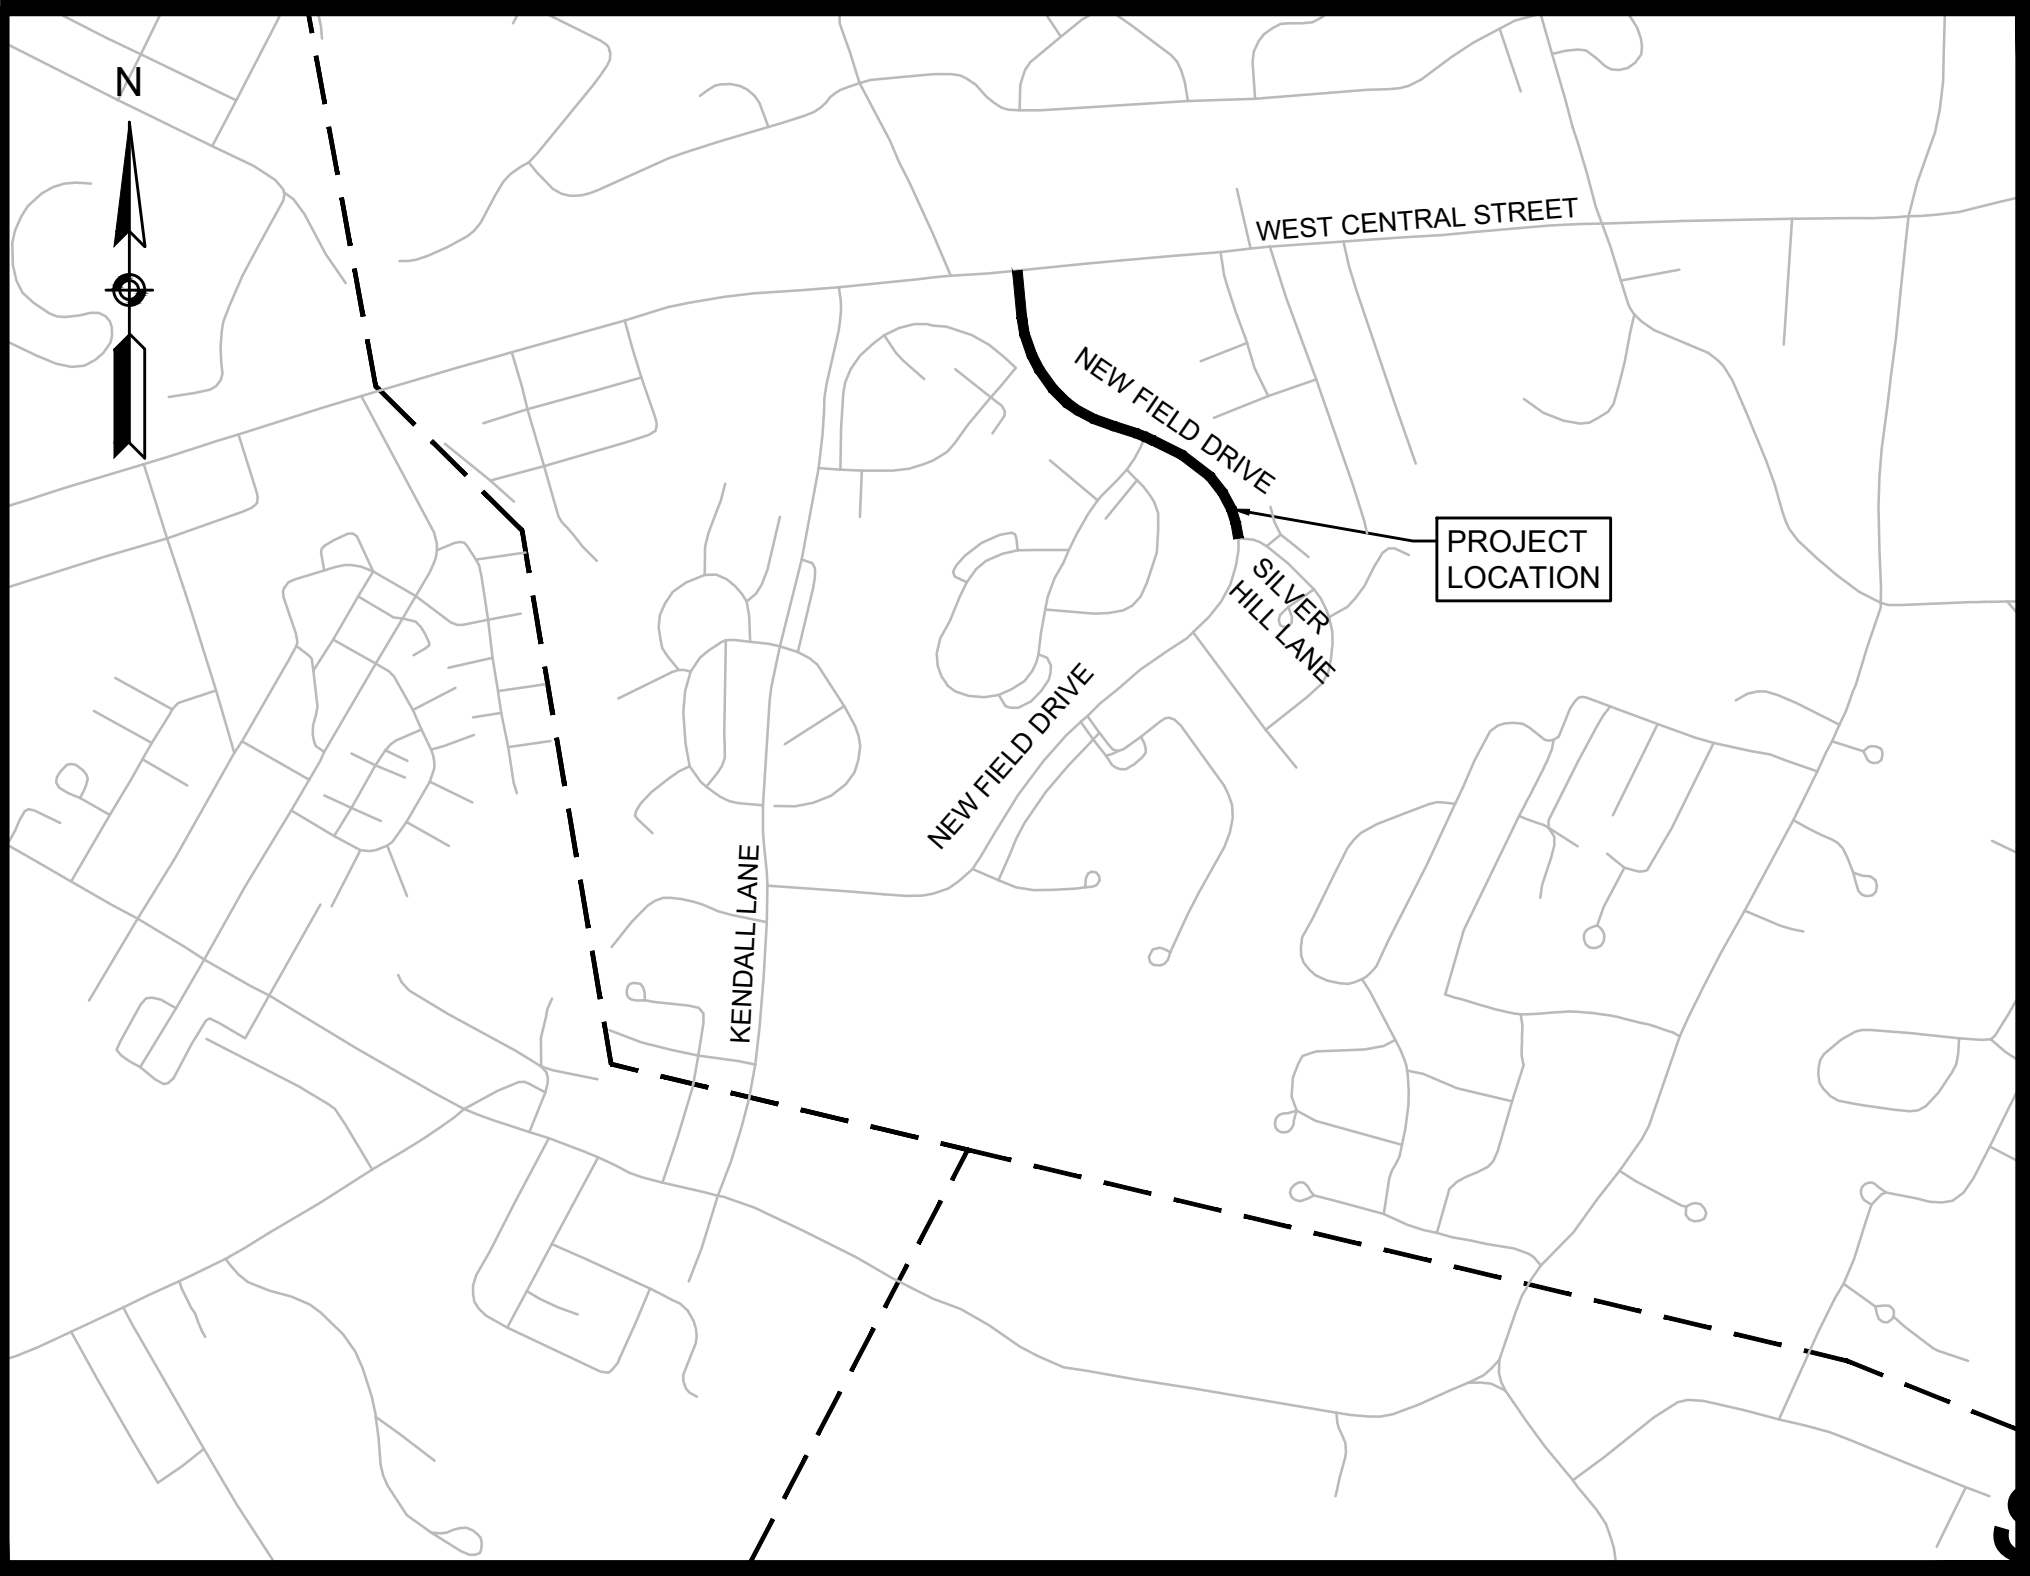 N
WEST CENTRAL STREET
NEW FIELD DRIVE
PROJECT
LOCATION
SILVER
HILL LANE
NEW FIELD DRIVE
KENDALL LANE